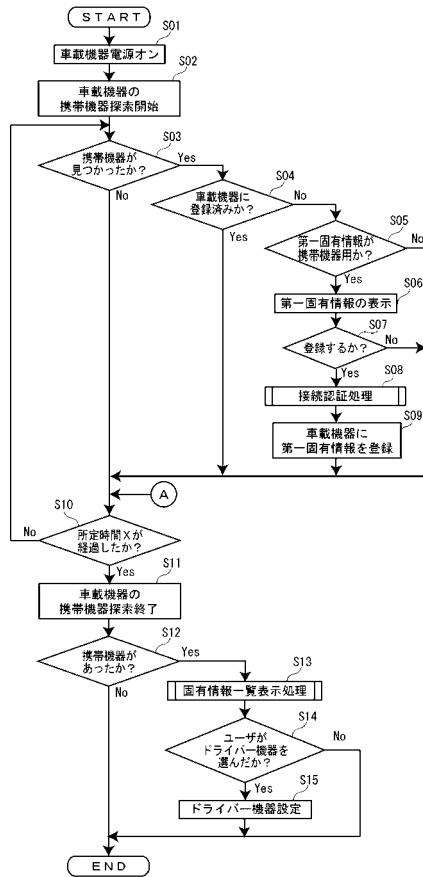 START
S01
車載機器電源オン
S02
車載機器の
携帯機器探索開始
S03
携帯機器が
見つかったか?
Yes
No
S04
車載機器に
登録済みか?
No
Yes
S05
第一固有情報が
携帯機器用か?
No
Yes
S06
第一固有情報の表示
S07
登録するか?
No
Yes
S08
接続認証処理
S09
車載機器に
第一固有情報を登録
A
S10
所定時間Xが
経過したか?
No
Yes
S11
車載機器の
携帯機器探索終了
S12
携帯機器が
あったか?
Yes
No
S13
固有情報一覧表示処理
S14
ユーザが
ドライバー機器を
選んだか?
No
Yes
S15
ドライバー機器設定
END